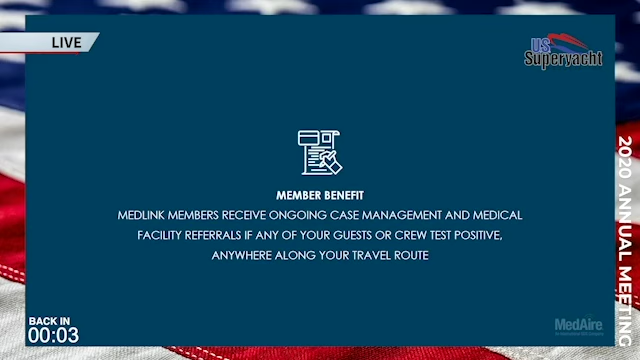 LIVE
US
Superyacht
MEMBER BENEFIT
MEDLINK MEMBERS RECEIVE ONGOING CASE MANAGEMENT AND MEDICAL
FACILITY REFERRALS IF ANY OF YOUR GUESTS OR CREW TEST POSITIVE,
ANYWHERE ALONG YOUR TRAVEL ROUTE
2020 ANNUAL MEETING
BACK IN
00:03
MedAire